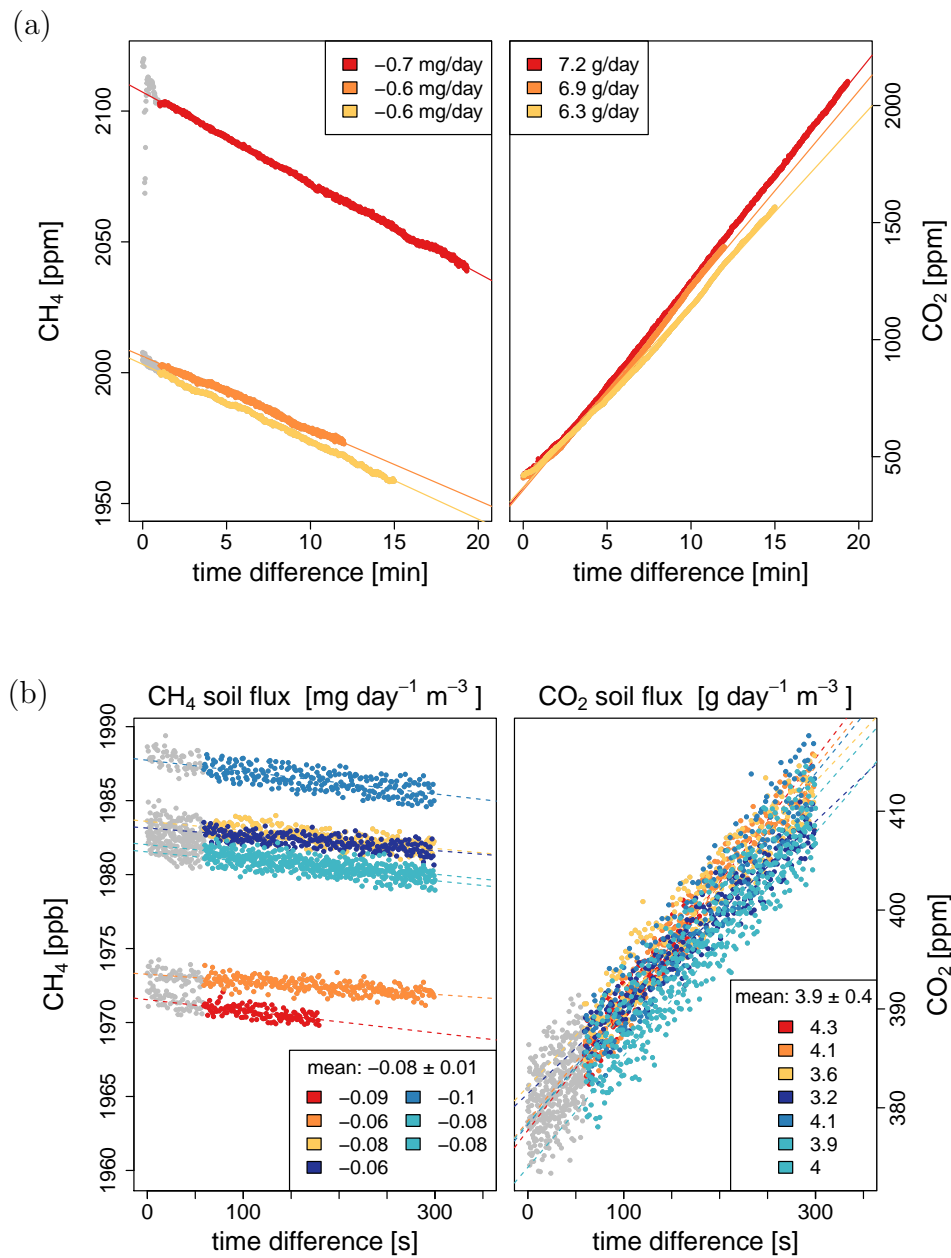 (a)
−0.7 mg/day
−0.6 mg/day
−0.6 mg/day
7.2 g/day
6.9 g/day
6.3 g/day
CH₄ [ppm]
2100
2050
2000
1950
0 5 10 15 20
time difference [min]
0 5 10 15 20
time difference [min]
2000
1500
1000
500
CO₂ [ppm]
(b)
CH₄ soil flux [mg day⁻¹ m⁻³ ]
CO₂ soil flux [g day⁻¹ m⁻³ ]
CH₄ [ppb]
1990
1985
1980
1975
1970
1965
1960
mean: −0.08 ± 0.01
−0.09 −0.1
−0.06 −0.08
−0.08 −0.08
−0.06
0 100 300
time difference [s]
mean: 3.9 ± 0.4
4.3
4.1
3.6
3.2
4.1
3.9
4
0 100 300
time difference [s]
410
400
390
380
CO₂ [ppm]